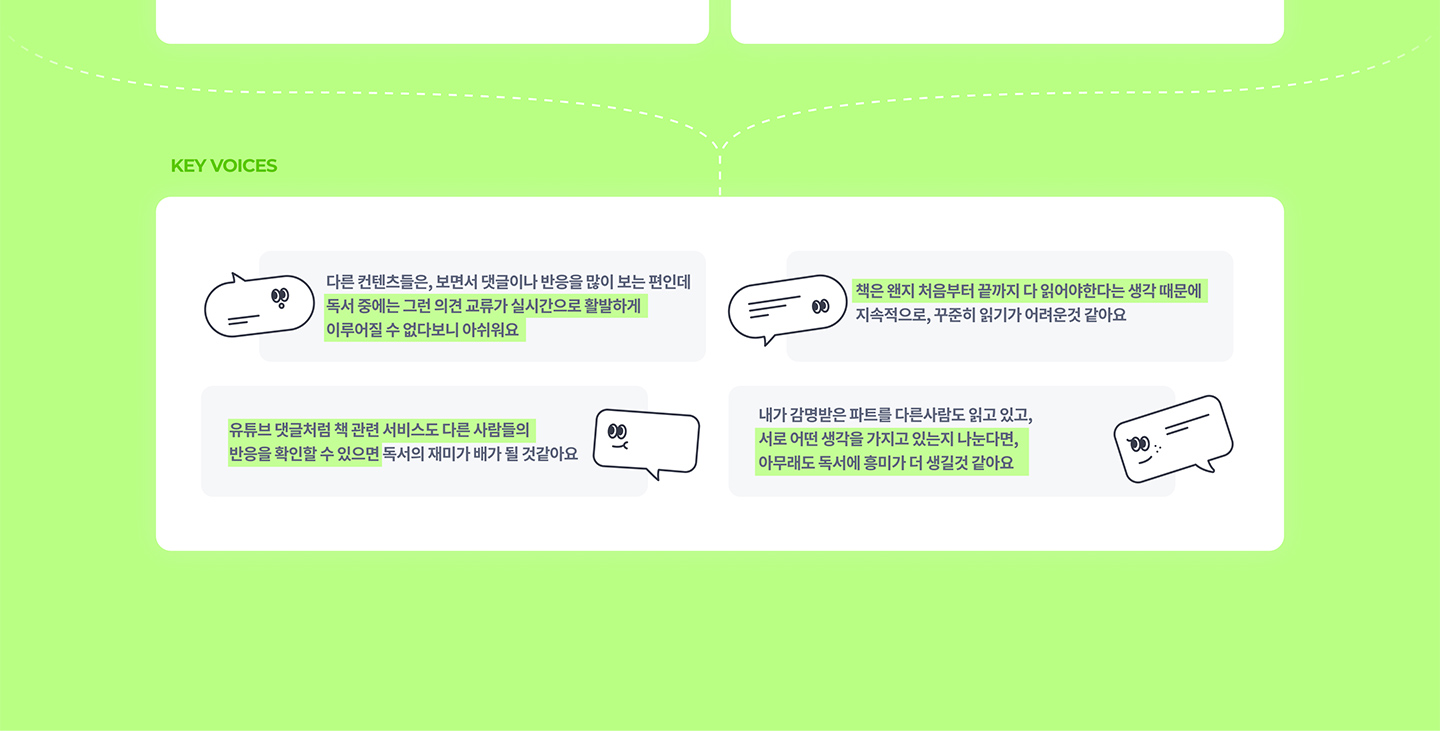 KEY VOICES
다른 컨텐츠들은, 보면서 댓글이나 반응을 많이 보는 편인데
독서 중에는 그런 의견 교류가 실시간으로 활발하게
이루어질 수 없다보니 아쉬워요
책은 왠지 처음부터 끝까지 다 읽어야한다는 생각 때문에
지속적으로, 꾸준히 읽기가 어려운것 같아요
유튜브 댓글처럼 책 관련 서비스도 다른 사람들의
반응을 확인할 수 있으면 독서의 재미가 배가 될 것같아요
내가 감명받은 파트를 다른사람도 읽고 있고,
서로 어떤 생각을 가지고 있는지 나눈다면,
아무래도 독서에 흥미가 더 생길것 같아요